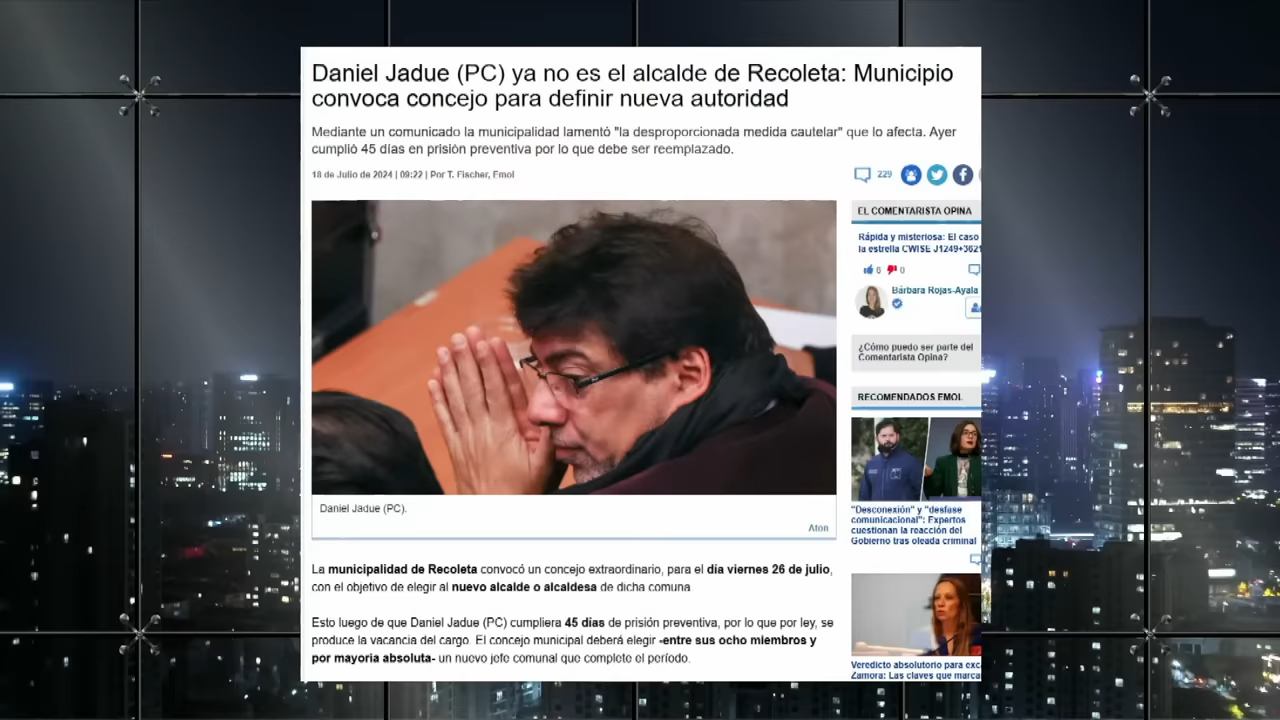 Daniel Jadue (PC) ya no es el alcalde de Recoleta: Municipio
convoca concejo para definir nueva autoridad
Mediante un comunicado la municipalidad lamentó "la desproporcionada medida cautelar" que lo afecta. Ayer
cumplió 45 días en prisión preventiva por lo que debe ser reemplazado.
18 de Julio de 2024 | 09:22 | Por T. Fischer, Emol
229
EL COMENTARISTA OPINA
Rápida y misteriosa: El caso
la estrella CWISE J1249+3621
6 0
Bárbara Rojas-Ayala
¿Cómo puedo ser parte del
Comentarista Opina?
RECOMENDADOS EMOL
"Desconexión" y "desfase
comunicacional": Expertos
cuestionan la reacción del
Gobierno tras oleada criminal
Veredicto absolutorio para exc
Zamora: Las claves que marca
Daniel Jadue (PC).
Aton
La municipalidad de Recoleta convocó un concejo extraordinario, para el día viernes 26 de julio,
con el objetivo de elegir al nuevo alcalde o alcaldesa de dicha comuna
Esto luego de que Daniel Jadue (PC) cumpliera 45 días de prisión preventiva, por lo que por ley, se
produce la vacancia del cargo. El concejo municipal deberá elegir -entre sus ocho miembros y
por mayoría absoluta- un nuevo jefe comunal que complete el período.